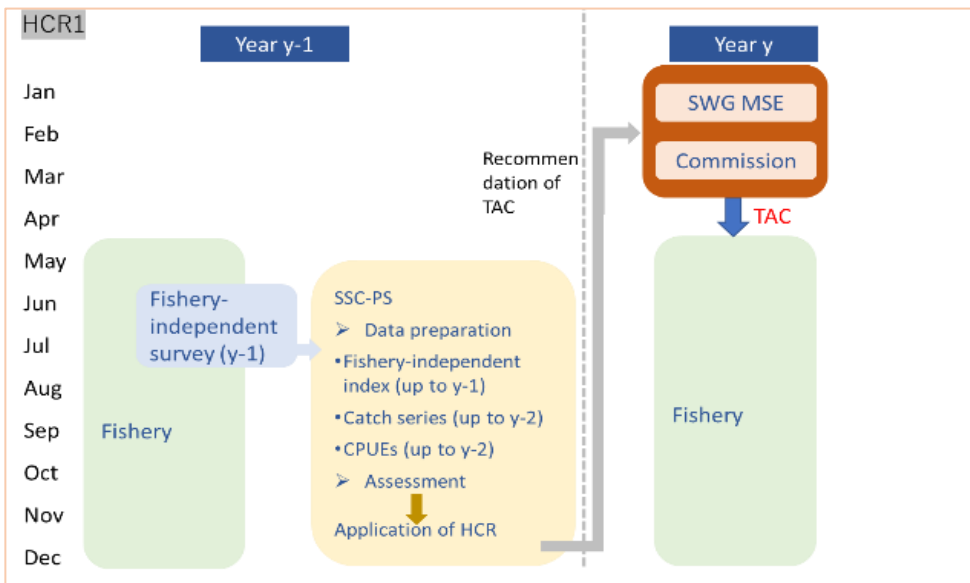 HCR1
Year y-1
Year y
Jan
Feb
Mar
Apr
May
Jun
Jul
Aug
Sep
Oct
Nov
Dec
Fishery
Fishery-
independent
survey (y-1)
SSC-PS
➢ Data preparation
•Fishery-independent
index (up to y-1)
•Catch series (up to y-2)
•CPUEs (up to y-2)
➢ Assessment
Application of HCR
Recommen
dation of
TAC
SWG MSE
Commission
TAC
Fishery